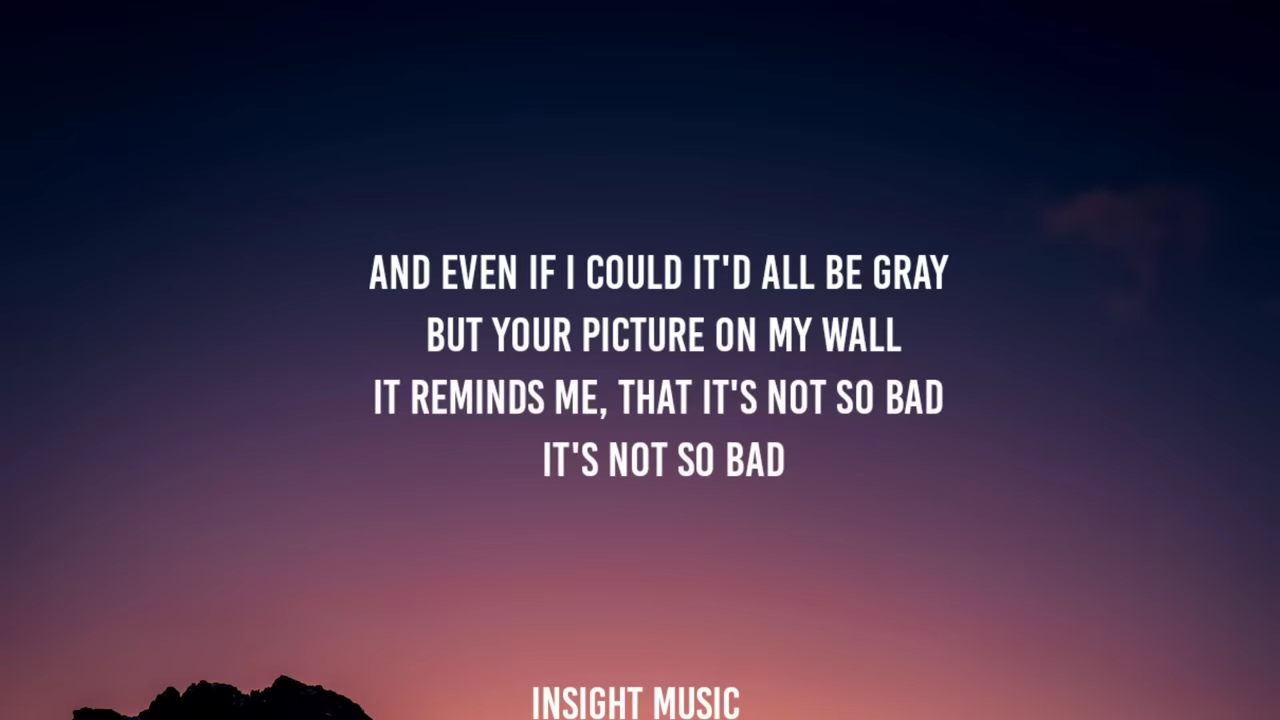 AND EVEN IF I COULD IT'D ALL BE GRAY
BUT YOUR PICTURE ON MY WALL
IT REMINDS ME, THAT IT'S NOT SO BAD
IT'S NOT SO BAD
INSIGHT MUSIC